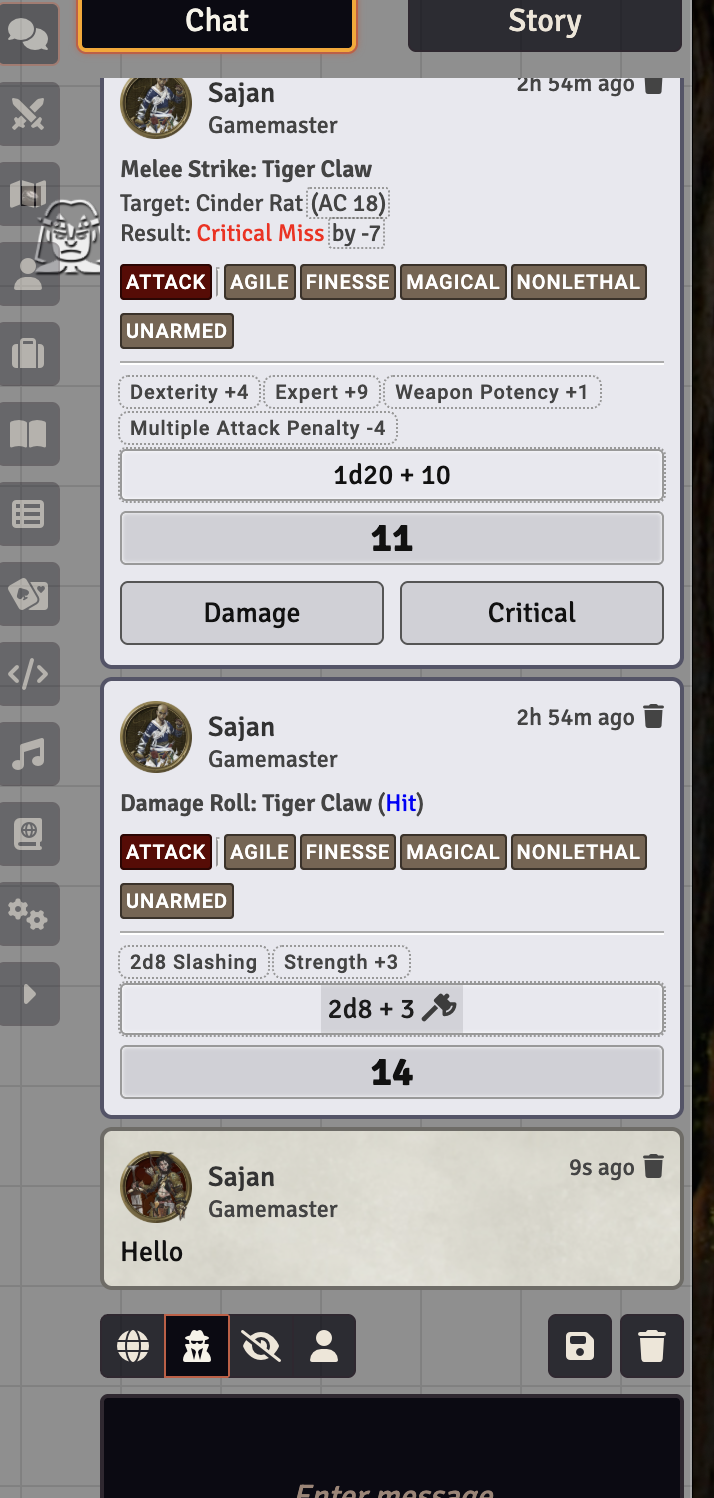 Chat
Story
Sajan
2h 54m ago
Gamemaster
Melee Strike: Tiger Claw
Target: Cinder Rat (AC 18)
Result: Critical Miss by -7
ATTACK AGILE FINESSE MAGICAL NONLETHAL
UNARMED
Dexterity +4 Expert +9 Weapon Potency +1
Multiple Attack Penalty -4
1d20 + 10
11
Damage
Critical
Sajan
2h 54m ago
Gamemaster
Damage Roll: Tiger Claw (Hit)
ATTACK AGILE FINESSE MAGICAL NONLETHAL
UNARMED
2d8 Slashing Strength +3
2d8 + 3
14
Sajan
9s ago
Gamemaster
Hello
Enter message